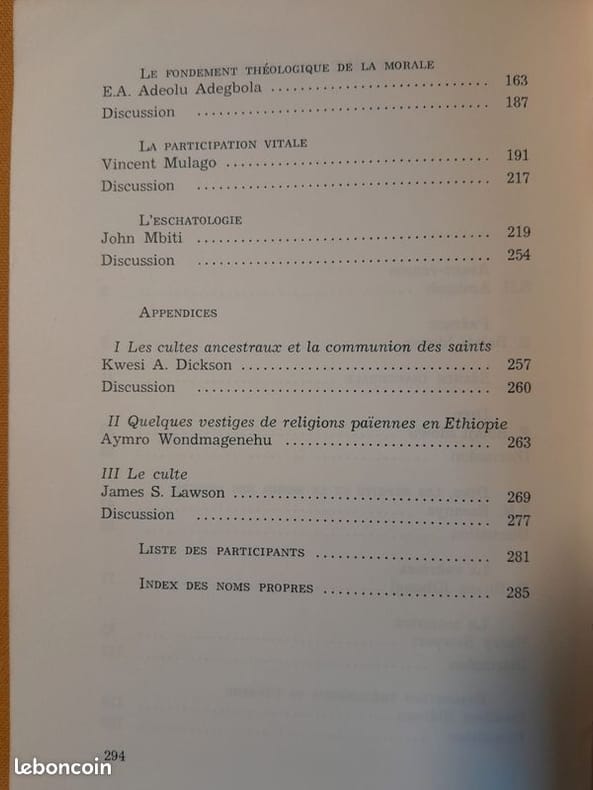 LE FONDEMENT THÉOLOGIQUE DE LA MORALE
E.A. Adeolu Adegbola ............................ 163
Discussion ............................ 187
LA PARTICIPATION VITALE
Vincent Mulago ............................ 191
Discussion ............................ 217
L'ESCHATOLOGIE
John Mbiti ............................ 219
Discussion ............................ 254
APPENDICES
I Les cultes ancestraux et la communion des saints
Kwesi A. Dickson ............................ 257
Discussion ............................ 260
II Quelques vestiges de religions païennes en Ethiopie
Aymro Wondmagenehu ............................ 263
III Le culte
James S. Lawson ............................ 269
Discussion ............................ 277
LISTE DES PARTICIPANTS ............................ 281
INDEX DES NOMS PROPRES ............................ 285
294
leboncoin